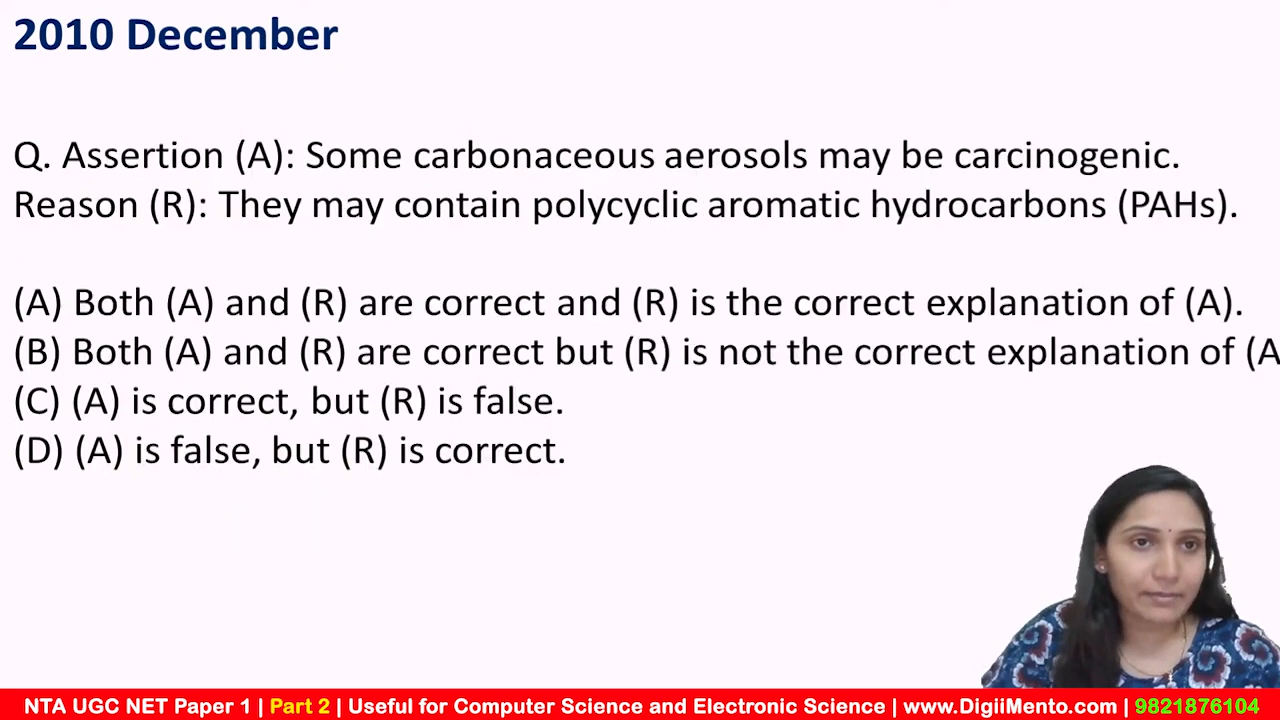 2010 December
Q. Assertion (A): Some carbonaceous aerosols may be carcinogenic.
Reason (R): They may contain polycyclic aromatic hydrocarbons (PAHs).
(A) Both (A) and (R) are correct and (R) is the correct explanation of (A).
(B) Both (A) and (R) are correct but (R) is not the correct explanation of (A
(C) (A) is correct, but (R) is false.
(D) (A) is false, but (R) is correct.
NTA UGC NET Paper 1 | Part 2 | Useful for Computer Science and Electronic Science | www.DigiiMento.com | 9821876104